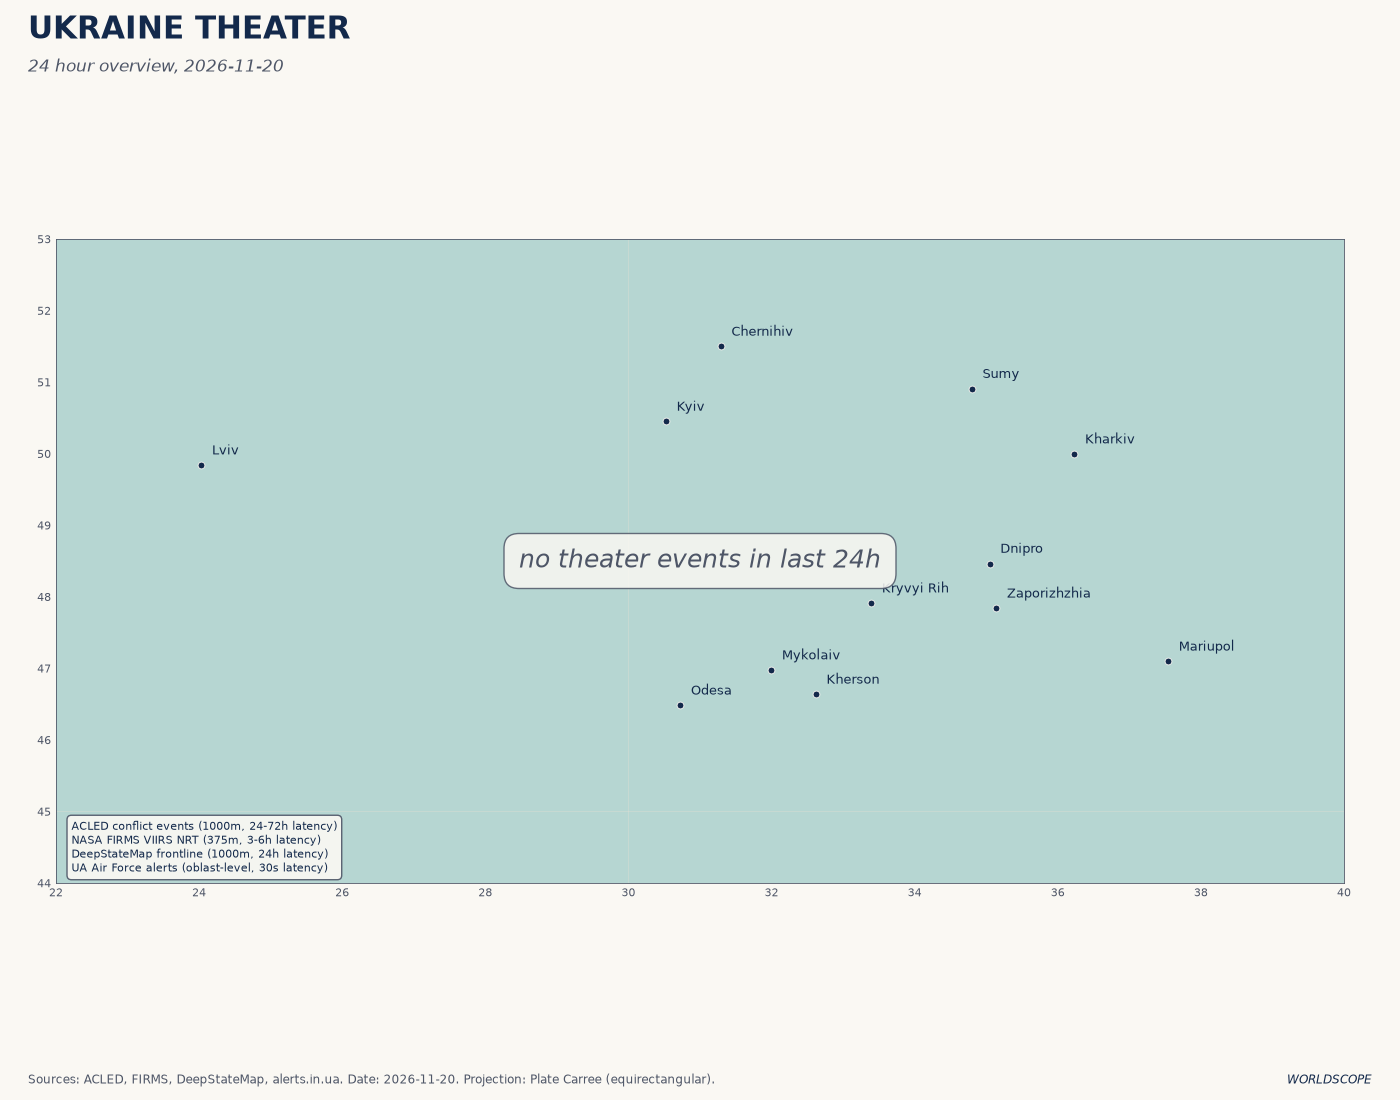 UKRAINE THEATER
24 hour overview, 2026-11-20
53
52
Chernihiv
51
Sumy
Kyiv
Kharkiv
Lviv
50
49
Dnipro
no theater events in last 24h
Kryvyi Rih
Zaporizhzhia
48
Mariupol
Mykolaiv
47
Kherson
Odesa
46
45
ACLED conflict events (1000m, 24-72h latency)
NASA FIRMS VIIRS NRT (375m, 3-6h latency)
DeepStateMap frontline (1000m, 24h latency)
UA Air Force alerts (oblast-level, 30s latency)
44
22 24 26 28 30 32 34 36 38 40
Sources: ACLED, FIRMS, DeepStateMap, alerts.in.ua. Date: 2026-11-20. Projection: Plate Carree (equirectangular).
WORLDSCOPE